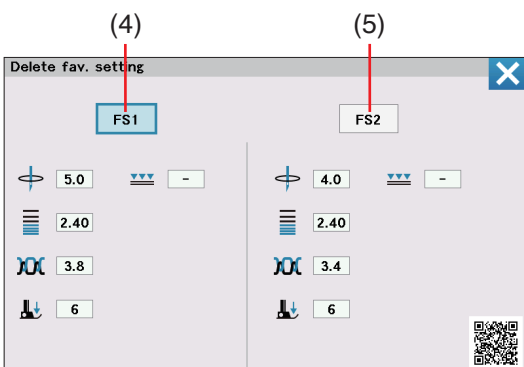 (4) (5)
Delete fav. setting
FS1 FS2
5.0 - 4.0 -
2.40 2.40
3.8 3.4
6 6